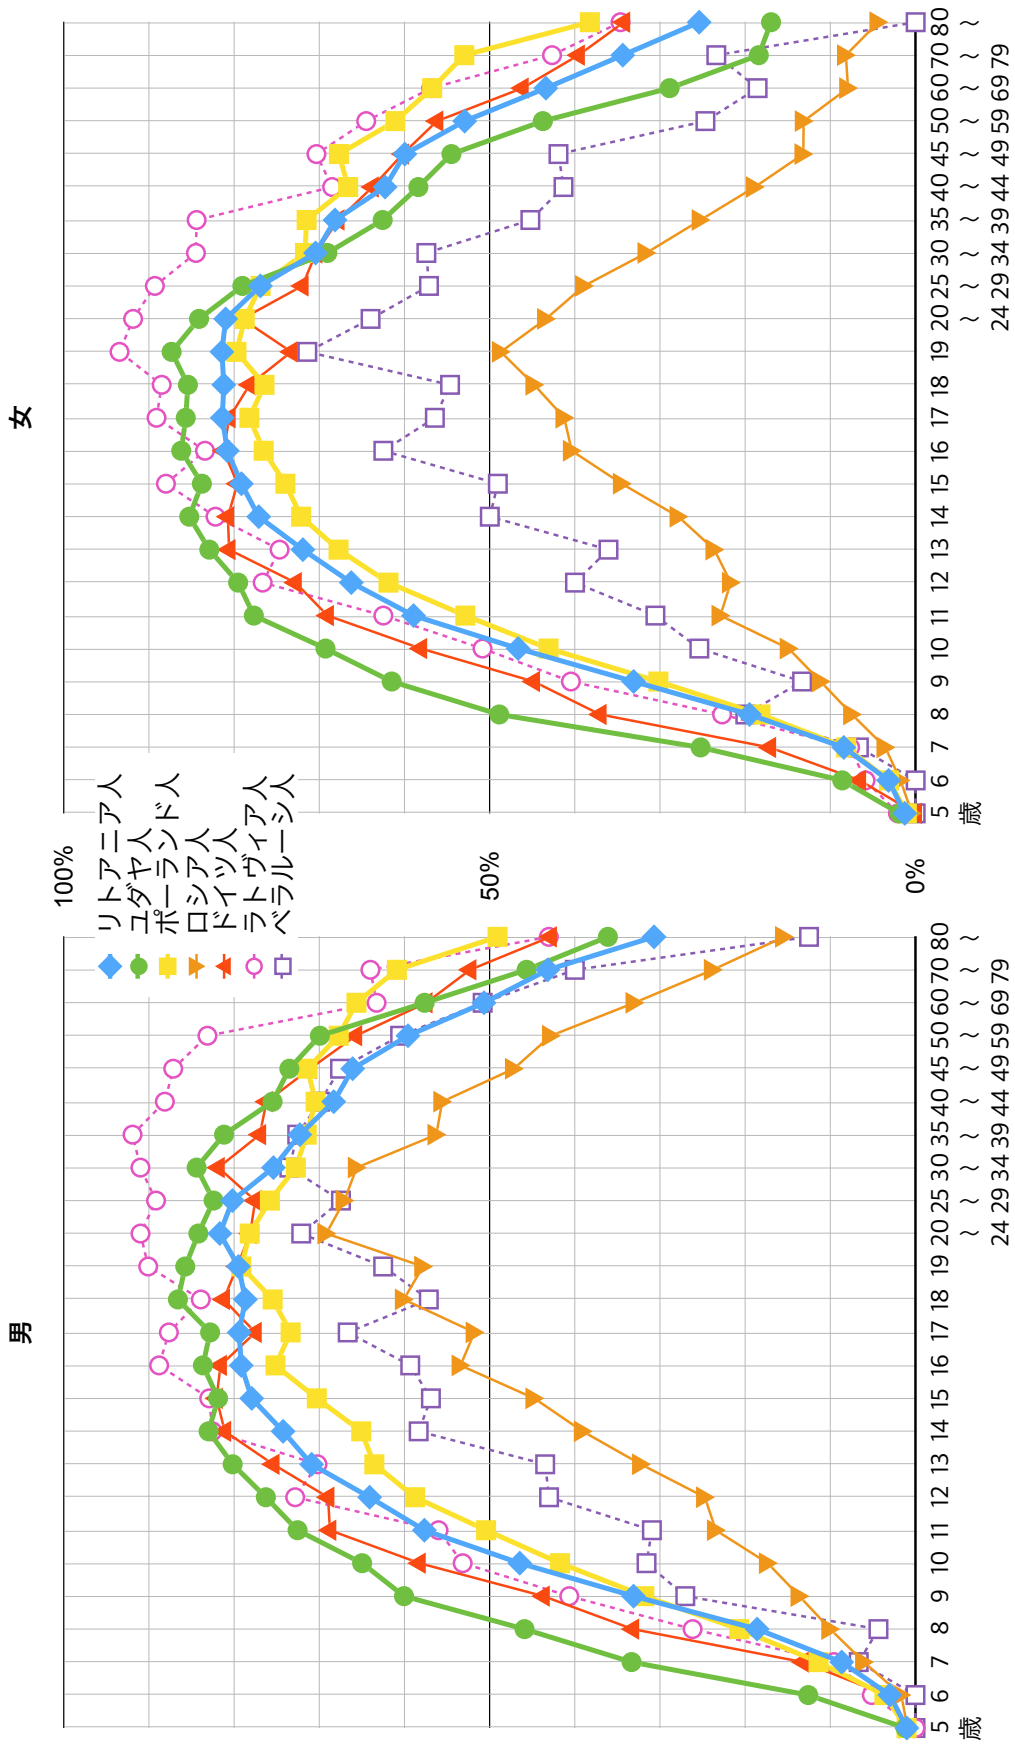 男
女
100%
50%
0%
リトアニア人
ユダヤ人
ポーランド人
ロシア人
ドイツ人
ラトヴィア人
ベラルーシ人
5 6 7 8 9 10 11 12 13 14 15 16 17 18 19 20 25 30 35 40 45 50 60 70 80
歳 ～ ～ ～ ～ ～ ～ ～ ～ ～ ～
24 29 34 39 44 49 59 69 79
5 6 7 8 9 10 11 12 13 14 15 16 17 18 19 20 25 30 35 40 45 50 60 70 80
歳 ～ ～ ～ ～ ～ ～ ～ ～ ～ ～
24 29 34 39 44 49 59 69 79